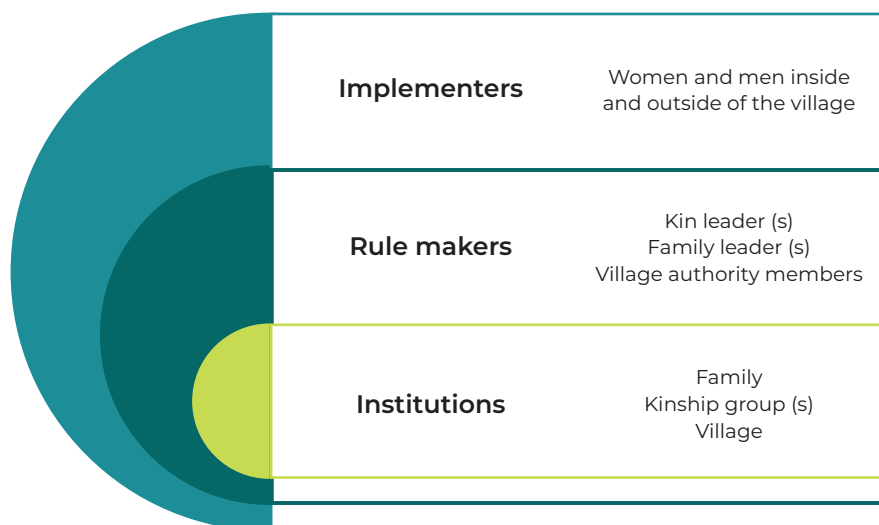 Implementers
Women and men inside
and outside of the village
Rule makers
Kin leader (s)
Family leader (s)
Village authority members
Institutions
Family
Kinship group (s)
Village